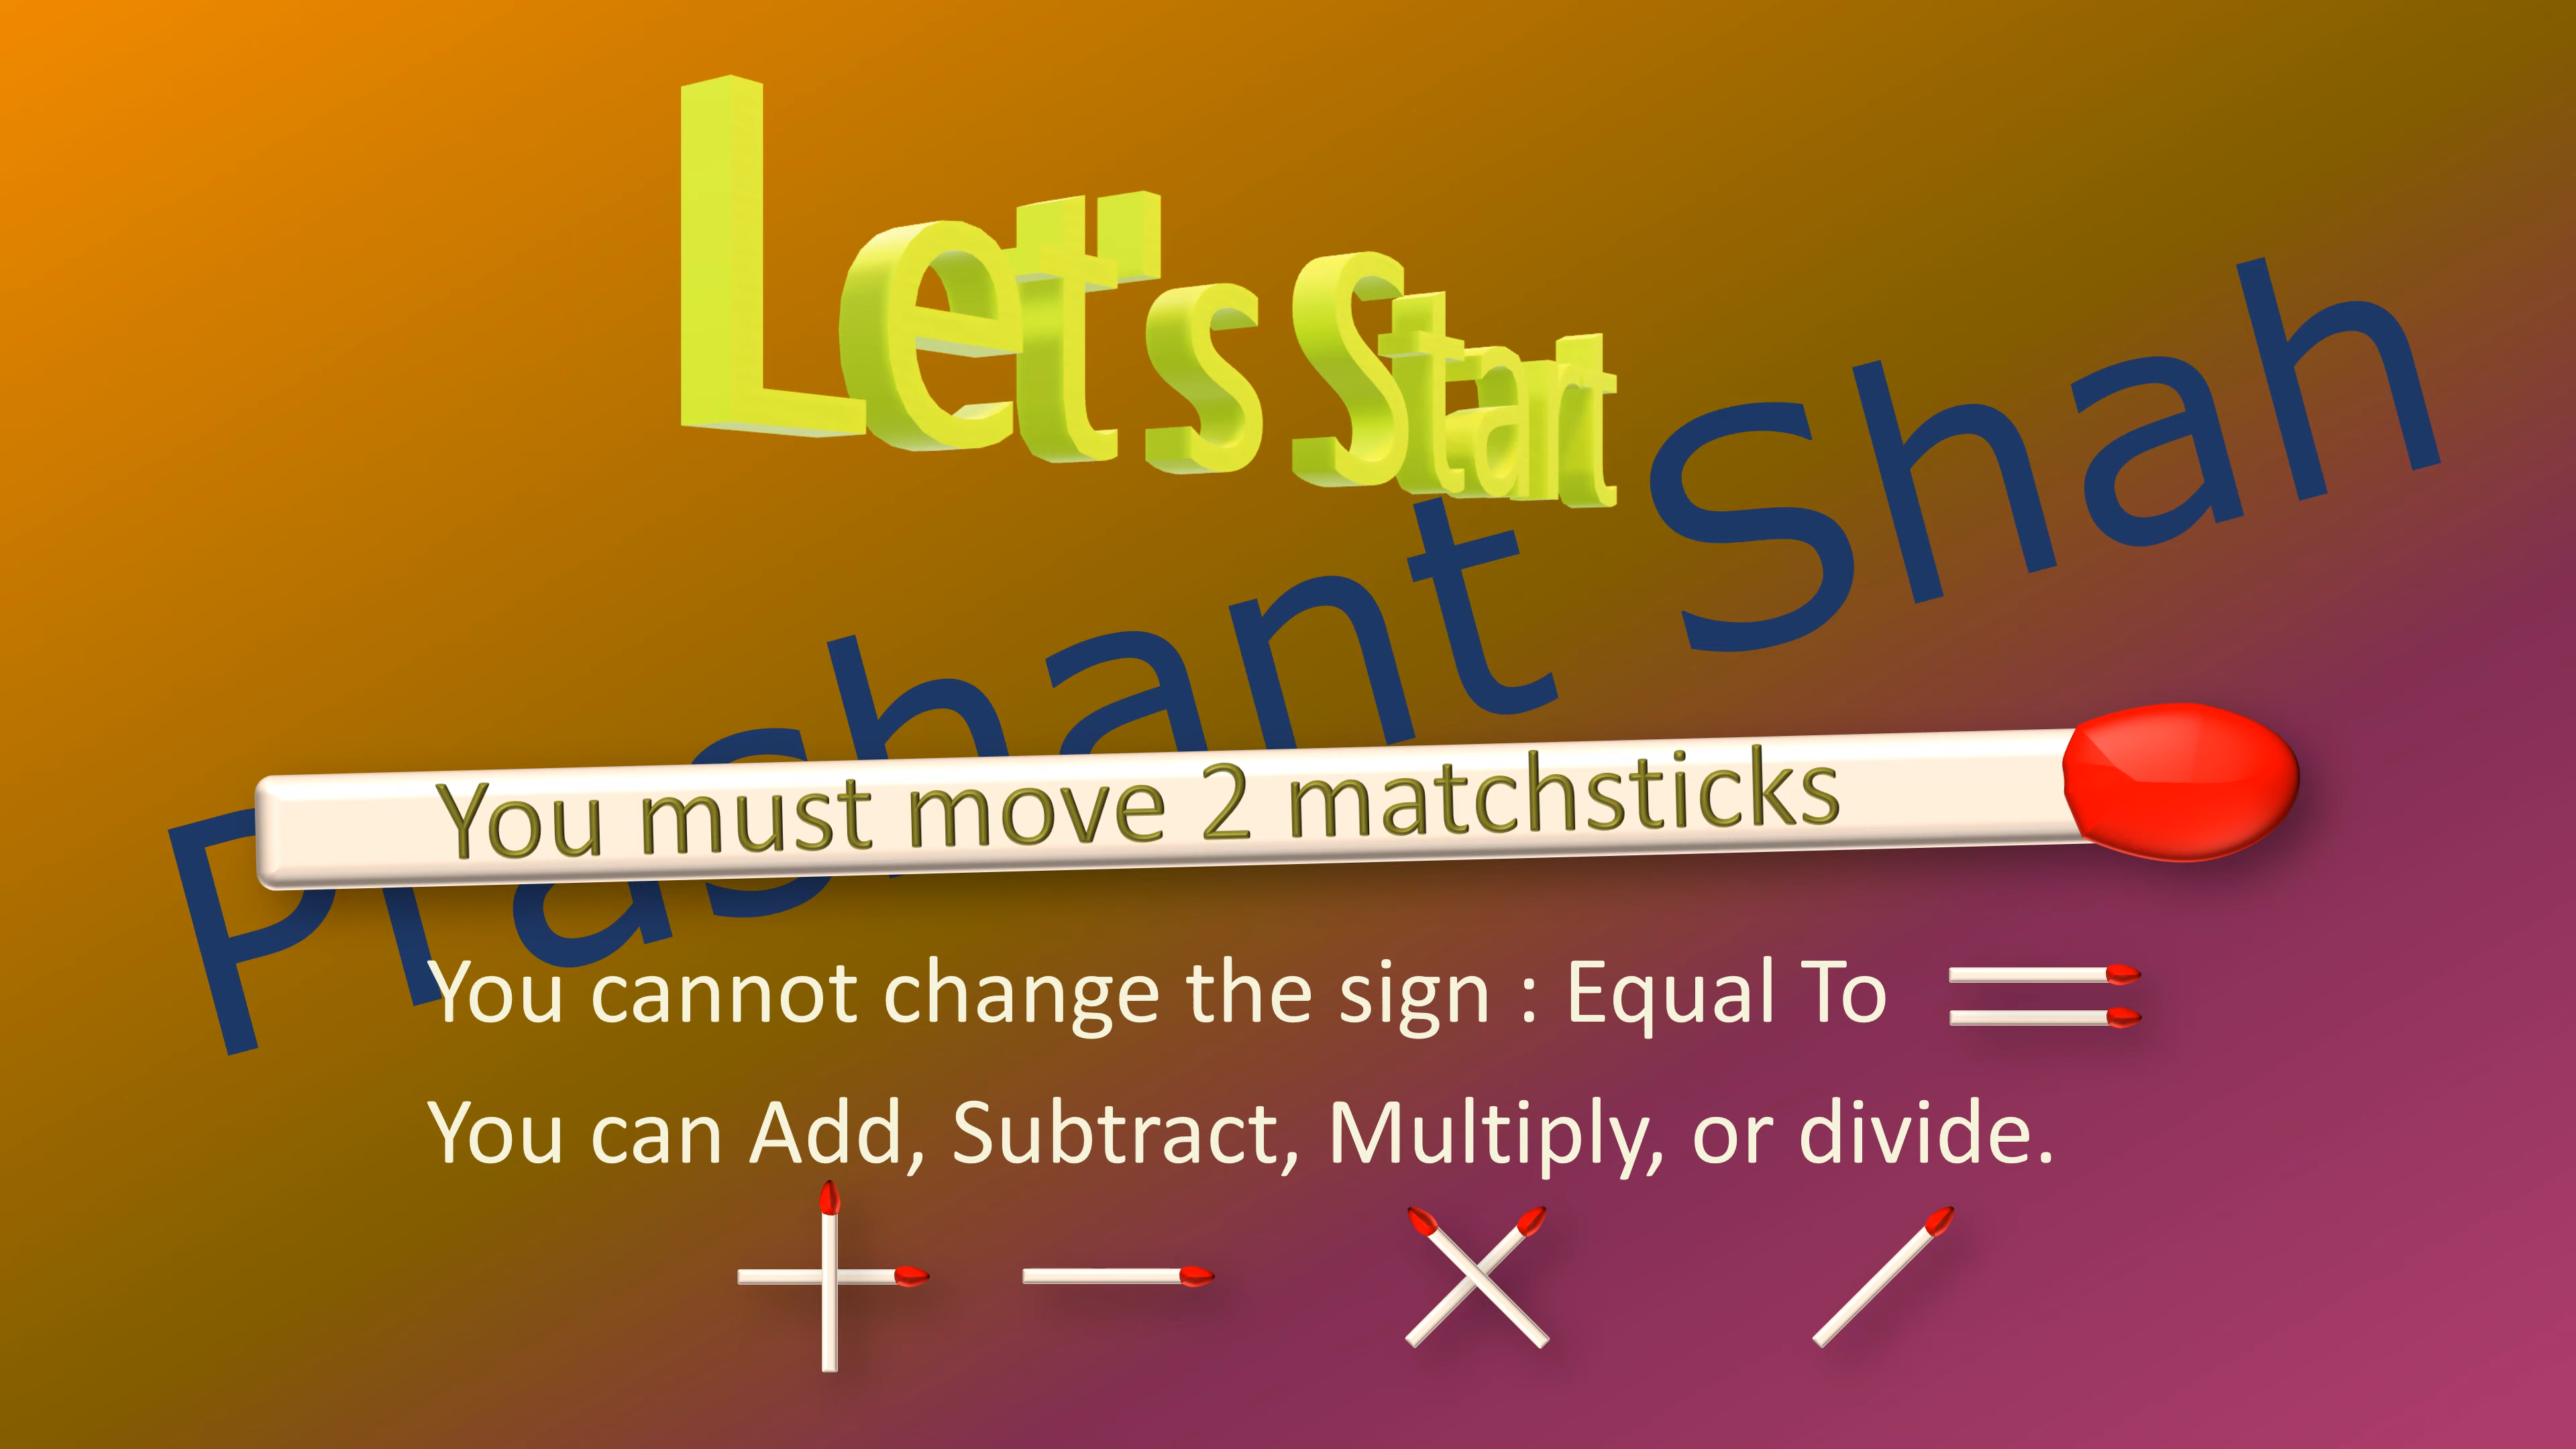 Let's Start
Prashant Shah
You must move 2 matchsticks
You cannot change the sign : Equal To =
You can Add, Subtract, Multiply, or divide.
+ − × /